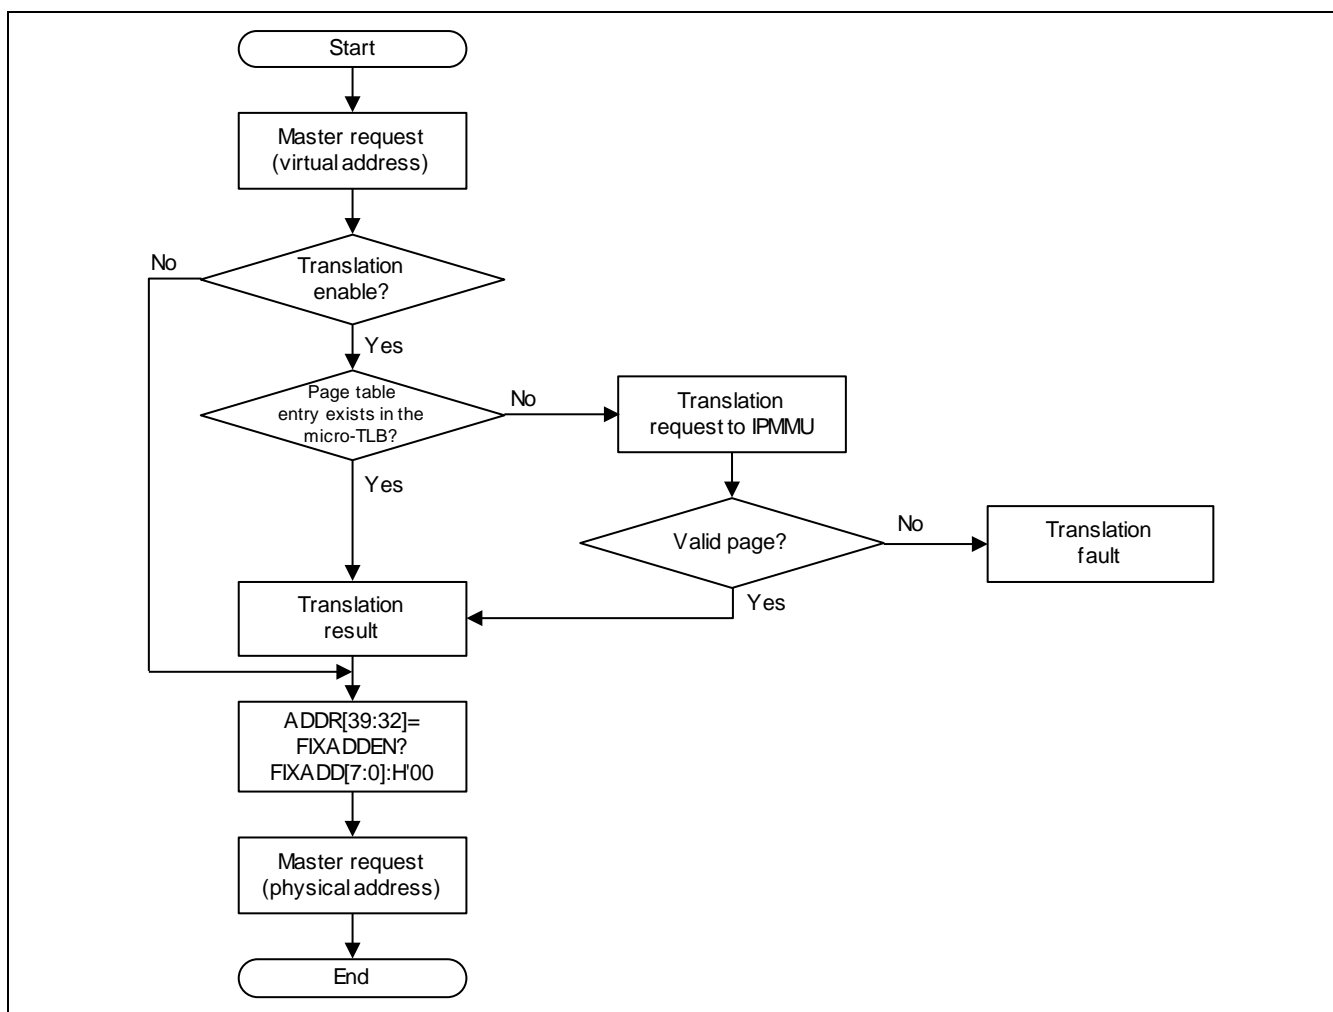 Start
Master request
(virtual address)
No
Translation
enable?
Yes
Page table
entry exists in the
micro-TLB?
No
Translation
request to IPMMU
Yes
Valid page?
No
Translation
fault
Yes
Translation
result
ADDR[39:32]=
FIXADDEN?
FIXADD[7:0]:H'00
Master request
(physical address)
End